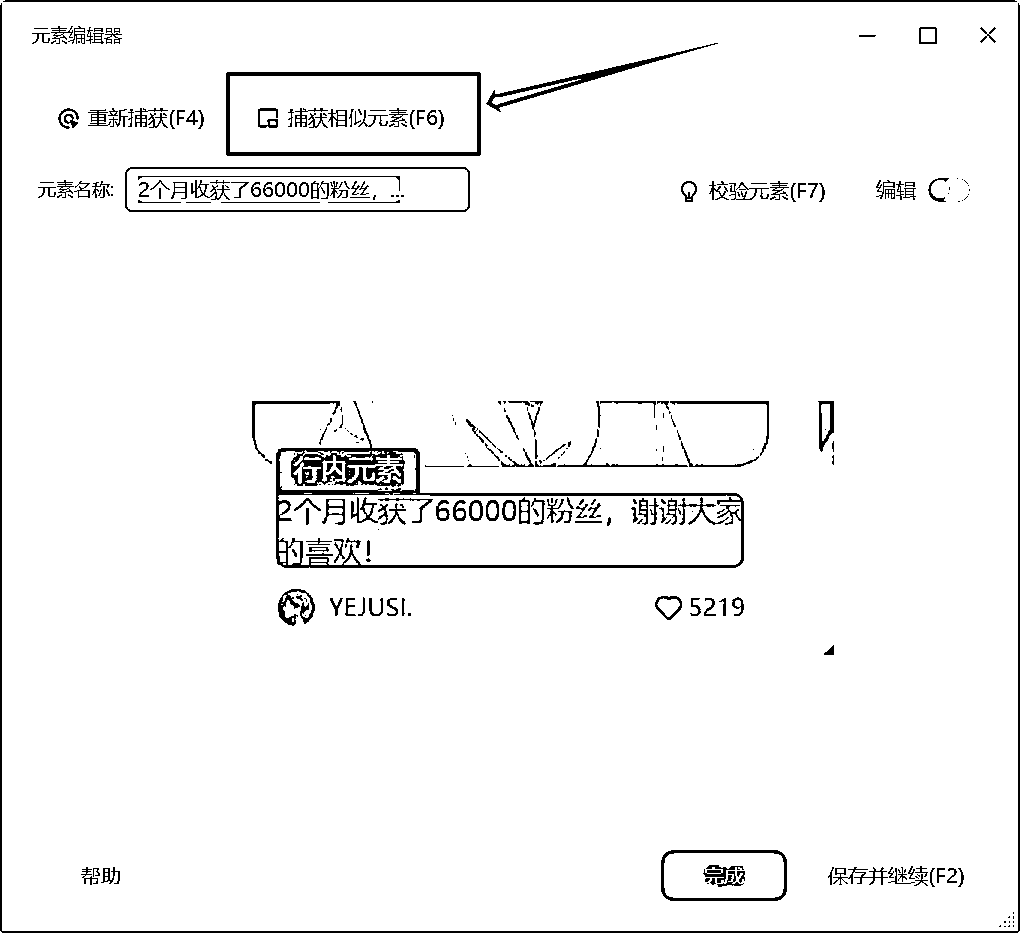 元素编辑器
重新捕获(F4)
捕获相似元素(F6)
元素名称:
2个月收获了66000的粉丝，...
校验元素(F7)
编辑
行内元素
2个月收获了66000的粉丝，谢谢大家
的喜欢！
YEJUSI.
5219
帮助
完成
保存并继续(F2)